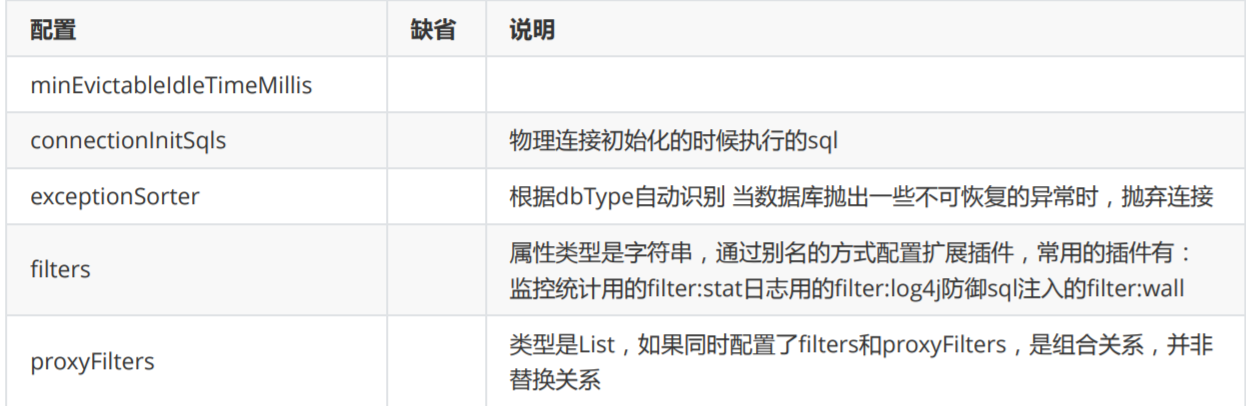 配置 缺省 说明
minEvictableIdleTimeMillis
connectionInitSqls 物理连接初始化的时候执行的sql
exceptionSorter 根据dbType自动识别 当数据库抛出一些不可恢复的异常时，抛弃连接
filters 属性类型是字符串，通过别名的方式配置扩展插件，常用的插件有：
监控统计用的filter:stat日志用的filter:log4j防御sql注入的filter:wall
proxyFilters 类型是List，如果同时配置了filters和proxyFilters，是组合关系，并非
替换关系